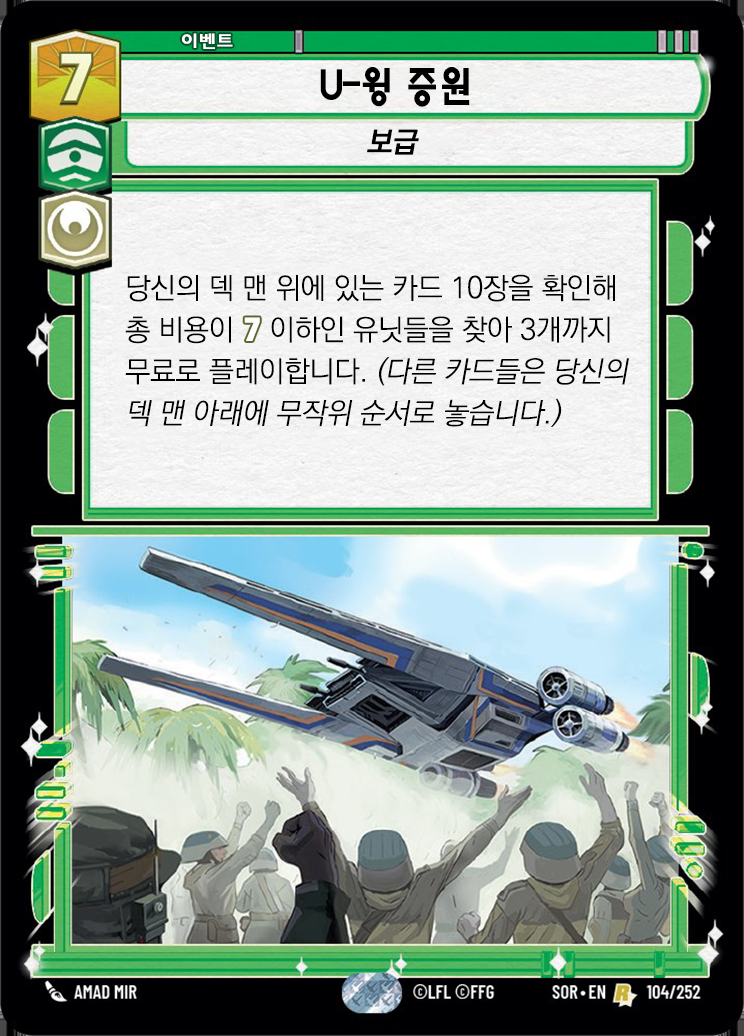 이벤트
7
U-윙 증원
보급
당신의 덱 맨 위에 있는 카드 10장을 확인해
총 비용이 7 이하인 유닛들을 찾아 3개까지
무료로 플레이합니다. (다른 카드들은 당신의
덱 맨 아래에 무작위 순서로 놓습니다.)
AMAD MIR
©LFL ©FFG
SOR • EN R 104/252